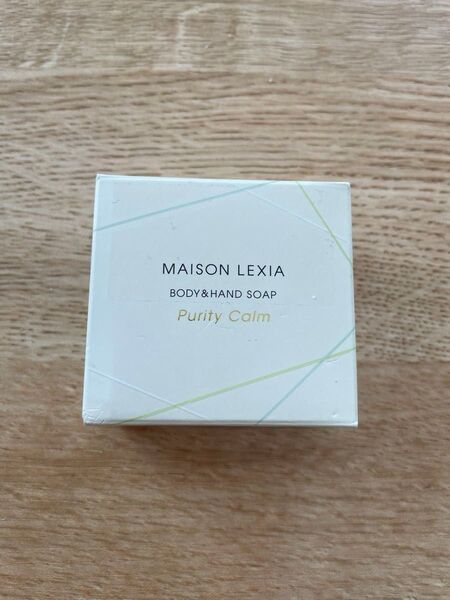 MAISON LEXIA
BODY&HAND SOAP
Purity Calm